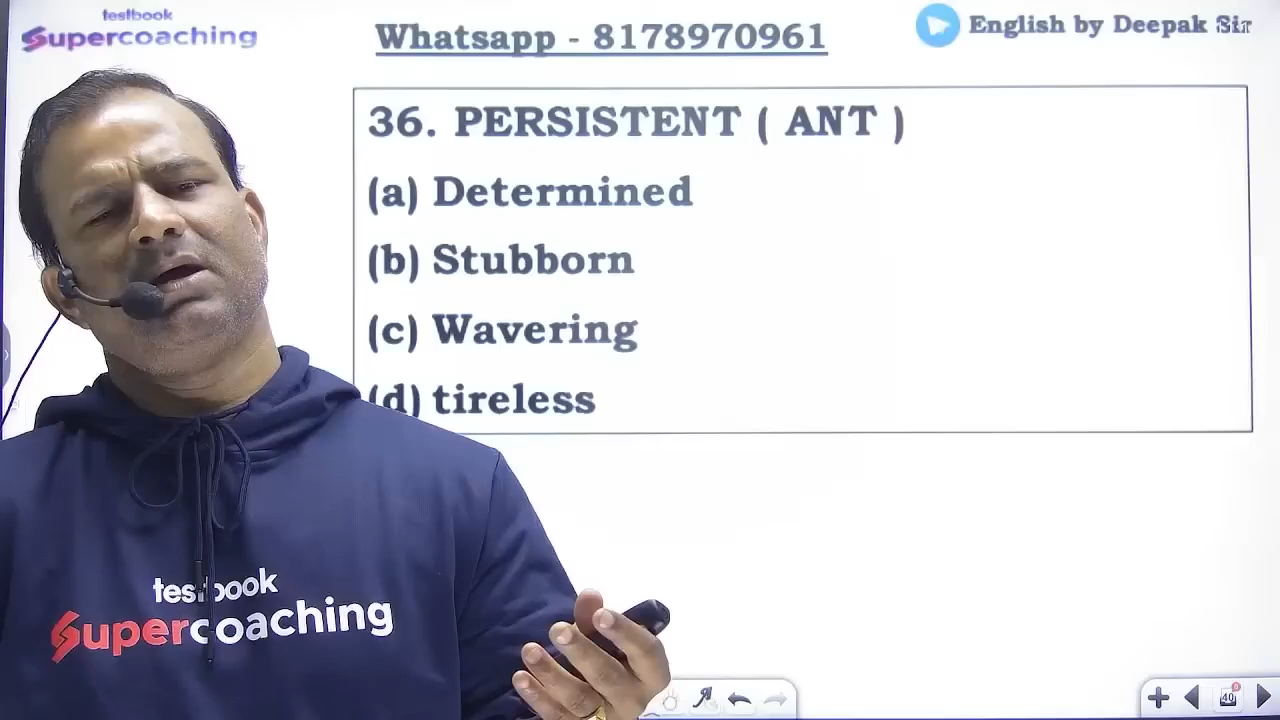 testbook
Supercoaching
Whatsapp - 8178970961
English by Deepak Sir
36. PERSISTENT ( ANT )
(a) Determined
(b) Stubborn
(c) Wavering
(d) tireless
testbook
Supercoaching